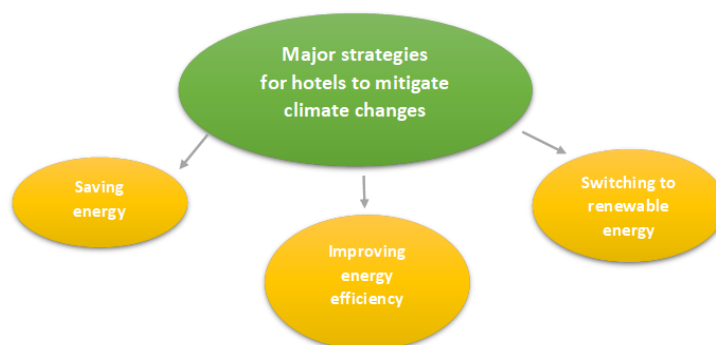 Major strategies
for hotels to mitigate
climate changes
Saving
energy
Improving
energy
efficiency
Switching to
renewable
energy